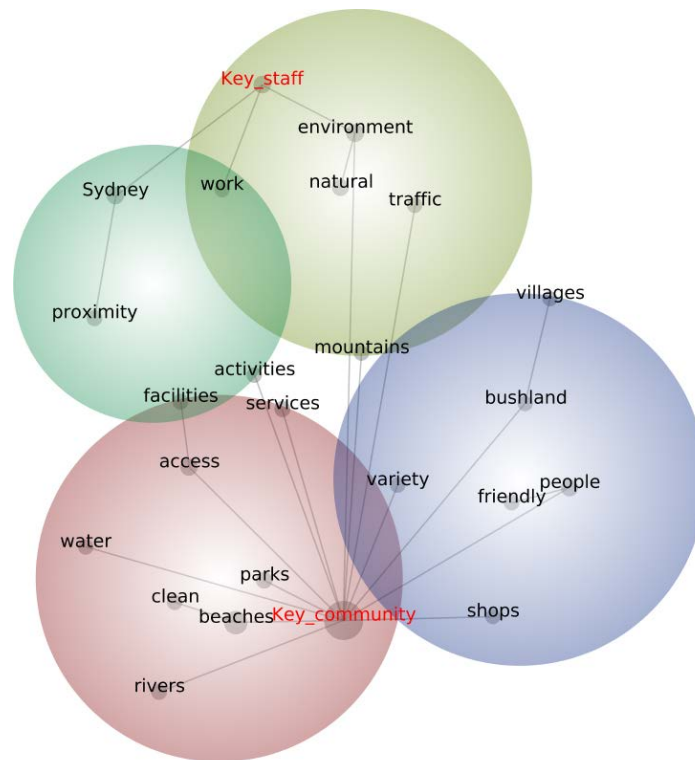 Key_staff
environment
Sydney
work
natural
traffic
villages
proximity
mountains
activities
facilities
services
bushland
access
variety
friendly
people
water
parks
clean
beaches
Key_community
shops
rivers